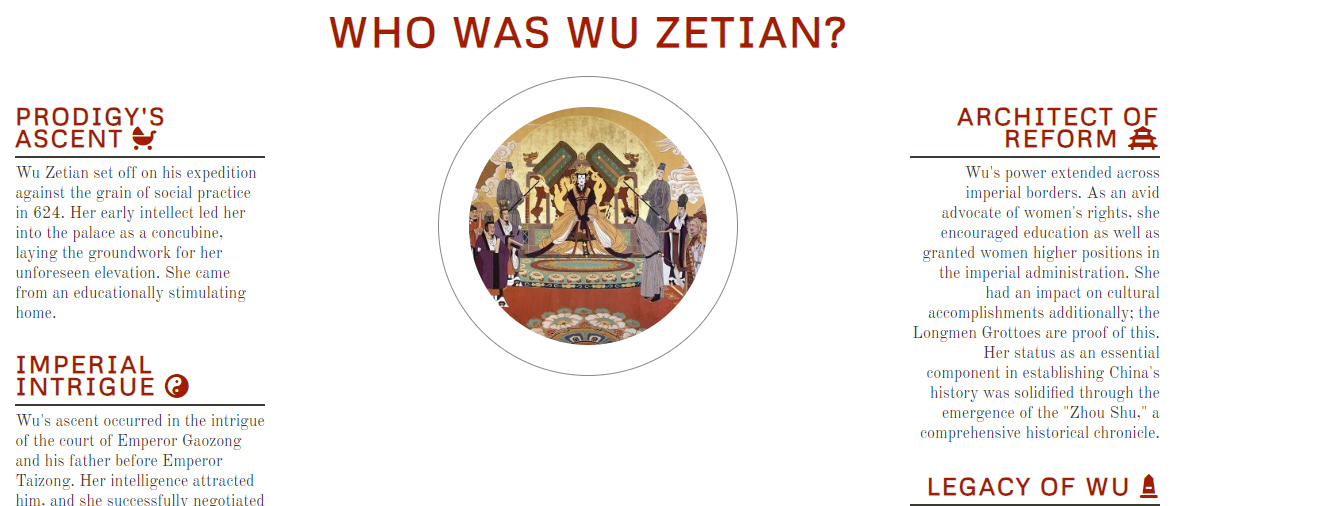 WHO WAS WU ZETIAN?
PRODIGY'S
ASCENT
Wu Zetian set off on his expedition
against the grain of social practice
in 624. Her early intellect led her
into the palace as a concubine,
laying the groundwork for her
unforeseen elevation. She came
from an educationally stimulating
home.
IMPERIAL
INTRIGUE
Wu's ascent occurred in the intrigue
of the court of Emperor Gaozong
and his father before Emperor
Taizong. Her intelligence attracted
him, and she successfully negotiated
ARCHITECT OF
REFORM
Wu's power extended across
imperial borders. As an avid
advocate of women's rights, she
encouraged education as well as
granted women higher positions in
the imperial administration. She
had an impact on cultural
accomplishments additionally; the
Longmen Grottoes are proof of this.
Her status as an essential
component in establishing China's
history was solidified through the
emergence of the "Zhou Shu," a
comprehensive historical chronicle.
LEGACY OF WU